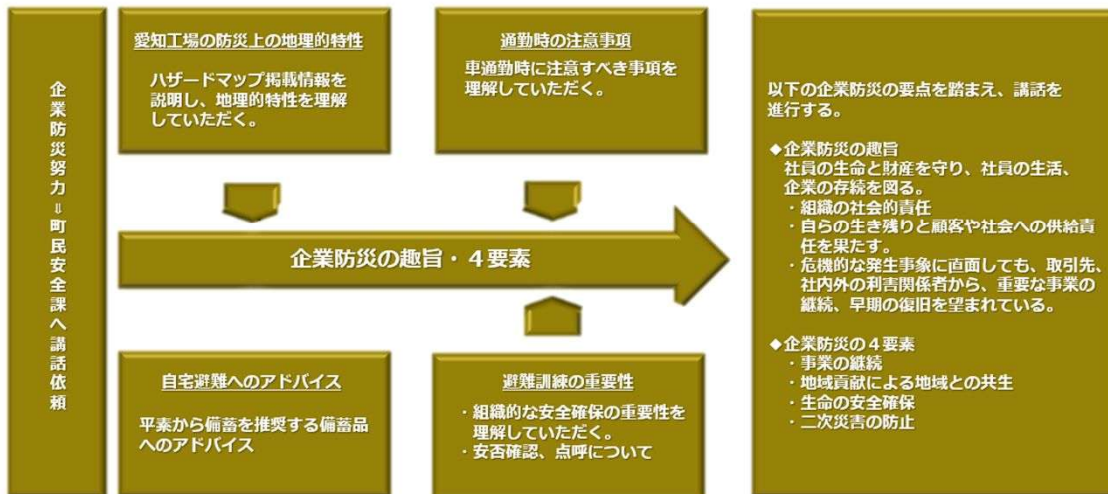 企業防災努力⇒町民安全課へ講話依頼
愛知工場の防災上の地理的特性
ハザードマップ掲載情報を
説明し、地理的特性を理解
していただく。
通勤時の注意事項
車通勤時に注意すべき事項を
理解していただく。
企業防災の趣旨・４要素
自宅避難へのアドバイス
平素から備蓄を推奨する備蓄品
へのアドバイス
避難訓練の重要性
・組織的な安全確保の重要性を
理解していただく。
・安否確認、点呼について
以下の企業防災の要点を踏まえ、講話を
進行する。
◆企業防災の趣旨
社員の生命と財産を守り、社員の生活、
企業の存続を図る。
・組織の社会的責任
・自らの生き残りと顧客や社会への供給責
任を果たす。
・危機的な発生事象に直面しても、取引先、
社内外の利害関係者から、重要な事業の
継続、早期の復旧を望まれている。
◆企業防災の４要素
・事業の継続
・地域貢献による地域との共生
・生命の安全確保
・二次災害の防止